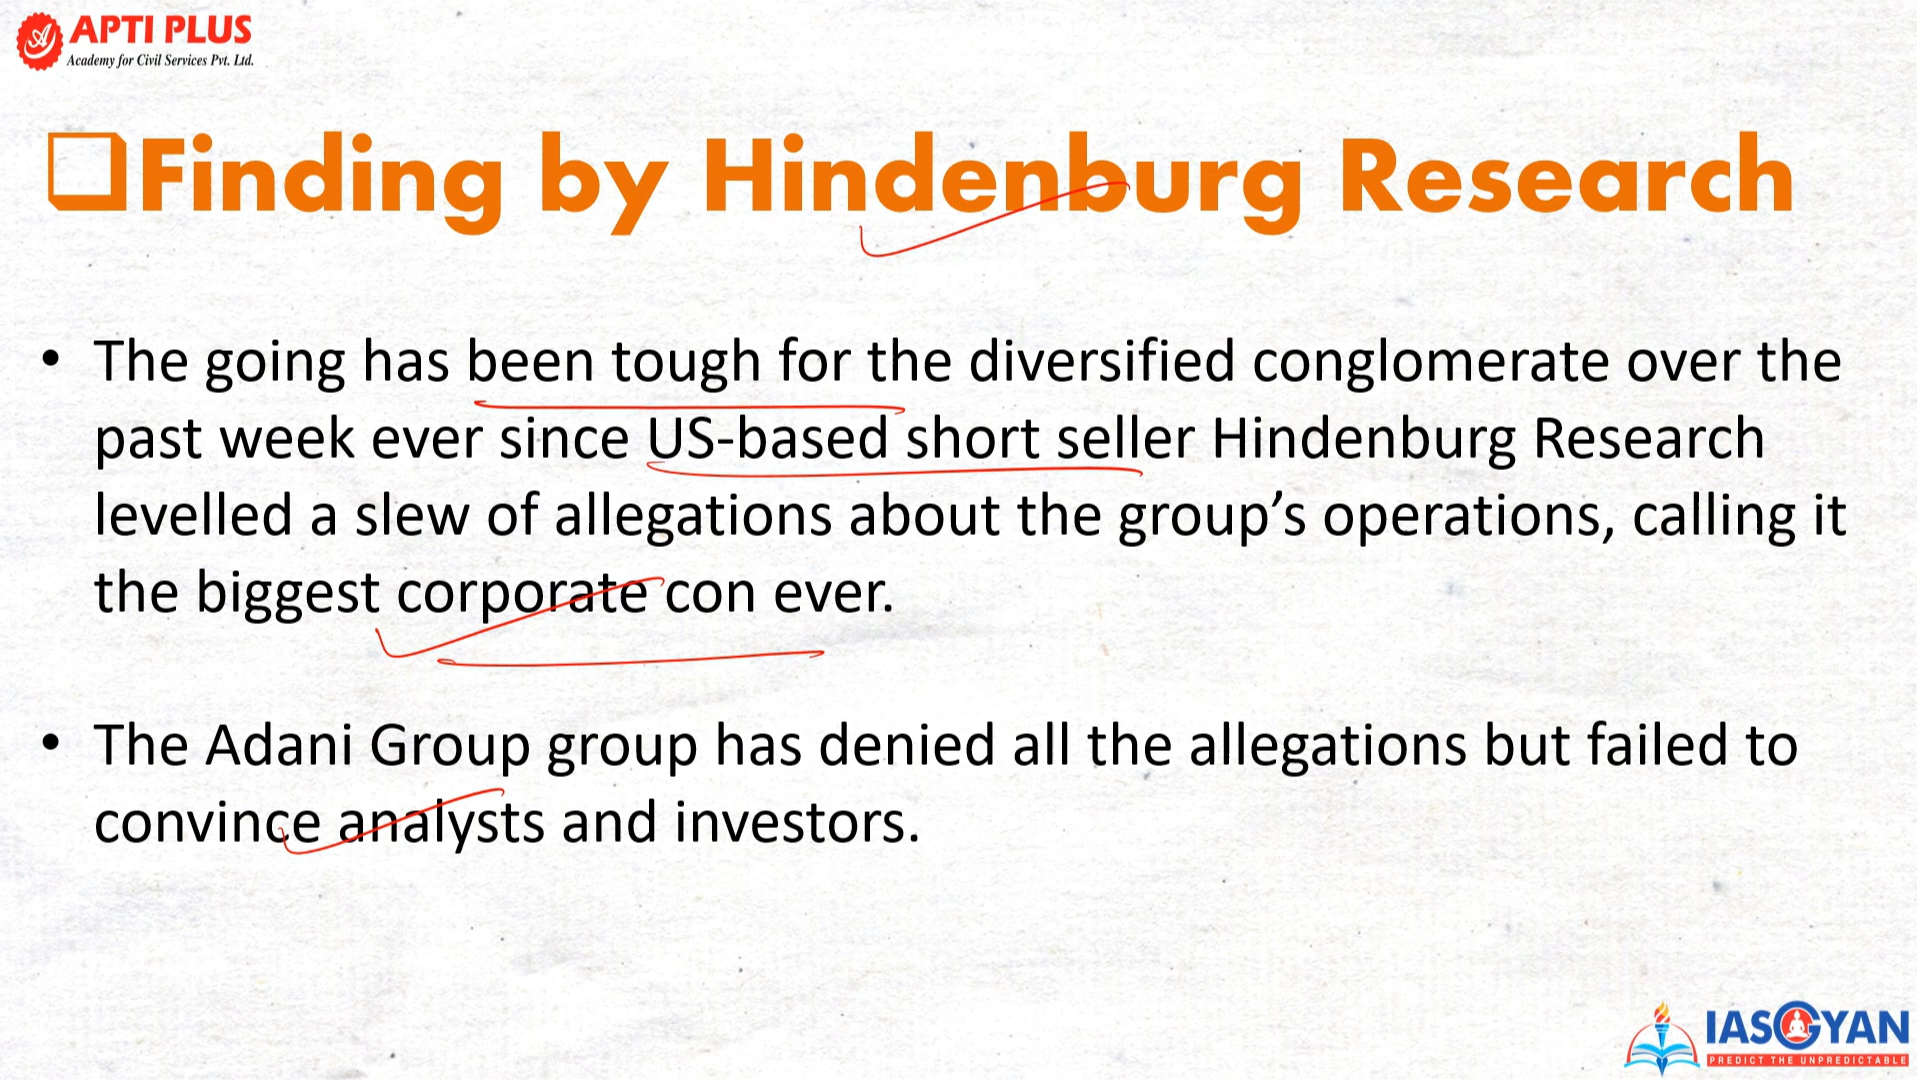 APTI PLUS
Academy for Civil Services Pvt. Ltd.
❑Finding by Hindenburg Research
• The going has been tough for the diversified conglomerate over the
past week ever since US-based short seller Hindenburg Research
levelled a slew of allegations about the group’s operations, calling it
the biggest corporate con ever.
• The Adani Group group has denied all the allegations but failed to
convince analysts and investors.
IASGYAN
PREDICT THE UNPREDICTABLE